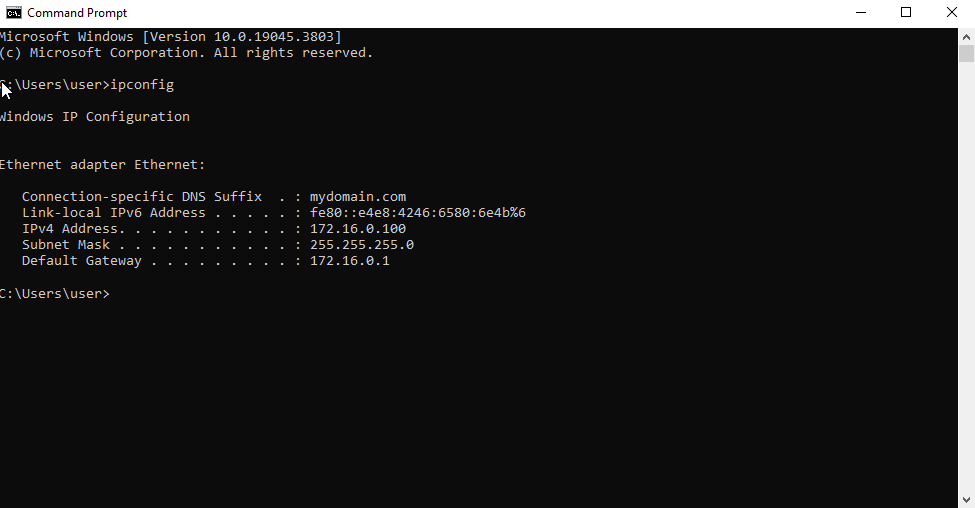 Command Prompt
Microsoft Windows [Version 10.0.19045.3803]
(c) Microsoft Corporation. All rights reserved.
C:\Users\user>ipconfig
Windows IP Configuration
Ethernet adapter Ethernet:
Connection-specific DNS Suffix . : mydomain.com
Link-local IPv6 Address . . . . . : fe80::e4e8:4246:6580:6e4b%6
IPv4 Address. . . . . . . . . . . : 172.16.0.100
Subnet Mask . . . . . . . . . . . : 255.255.255.0
Default Gateway . . . . . . . . . : 172.16.0.1
C:\Users\user>